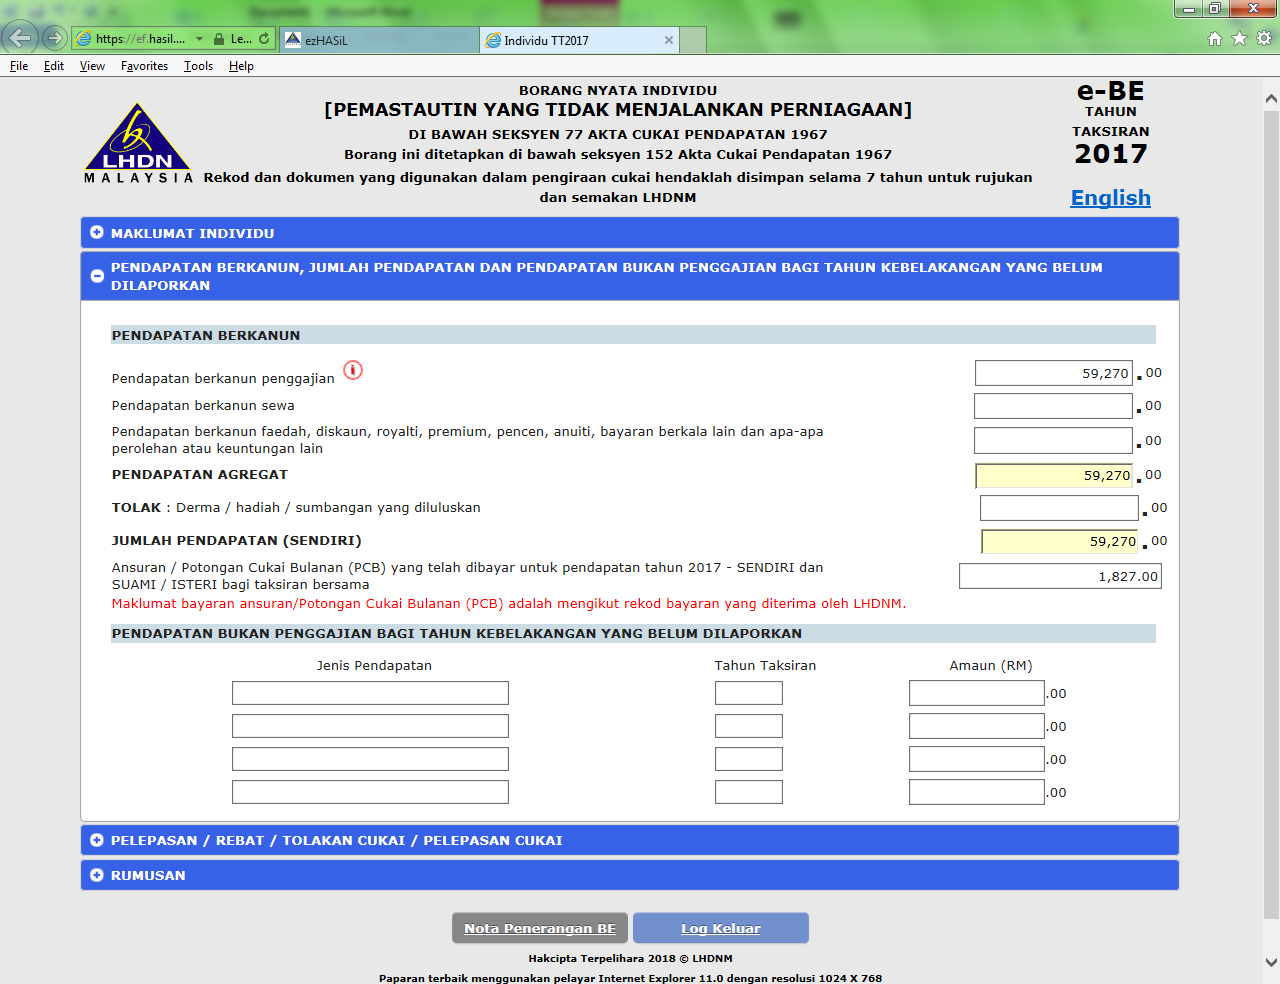 https://ef.hasil....
Le...
ezHASiL
Individu TT2017
File Edit View Favorites Tools Help
BORANG NYATA INDIVIDU
[PEMASTAUTIN YANG TIDAK MENJALANKAN PERNIAGAAN]
DI BAWAH SEKSYEN 77 AKTA CUKAI PENDAPATAN 1967
Borang ini ditetapkan di bawah seksyen 152 Akta Cukai Pendapatan 1967
Rekod dan dokumen yang digunakan dalam pengiraan cukai hendaklah disimpan selama 7 tahun untuk rujukan
dan semakan LHDNM
LHDN
MALAYSIA
e-BE
TAHUN
TAKSIRAN
2017
English
MAKLUMAT INDIVIDU
PENDAPATAN BERKANUN, JUMLAH PENDAPATAN DAN PENDAPATAN BUKAN PENGGAJIAN BAGI TAHUN KEBELAKANGAN YANG BELUM
DILAPORKAN
PENDAPATAN BERKANUN
Pendapatan berkanun penggajian 59,270 .00
Pendapatan berkanun sewa .00
Pendapatan berkanun faedah, diskaun, royalti, premium, pencen, anuiti, bayaran berkala lain dan apa-apa
perolehan atau keuntungan lain .00
PENDAPATAN AGREGAT 59,270 .00
TOLAK : Derma / hadiah / sumbangan yang diluluskan .00
JUMLAH PENDAPATAN (SENDIRI) 59,270 .00
Ansuran / Potongan Cukai Bulanan (PCB) yang telah dibayar untuk pendapatan tahun 2017 - SENDIRI dan
SUAMI / ISTERI bagi taksiran bersama 1,827.00
Maklumat bayaran ansuran/Potongan Cukai Bulanan (PCB) adalah mengikut rekod bayaran yang diterima oleh LHDNM.
PENDAPATAN BUKAN PENGGAJIAN BAGI TAHUN KEBELAKANGAN YANG BELUM DILAPORKAN
Jenis Pendapatan Tahun Taksiran Amaun (RM)
.00
.00
.00
.00
PELEPASAN / REBAT / TOLAKAN CUKAI / PELEPASAN CUKAI
RUMUSAN
Nota Penerangan BE Log Keluar
Hakcipta Terpelihara 2018 © LHDNM
Paparan terbaik menggunakan pelayar Internet Explorer 11.0 dengan resolusi 1024 X 768